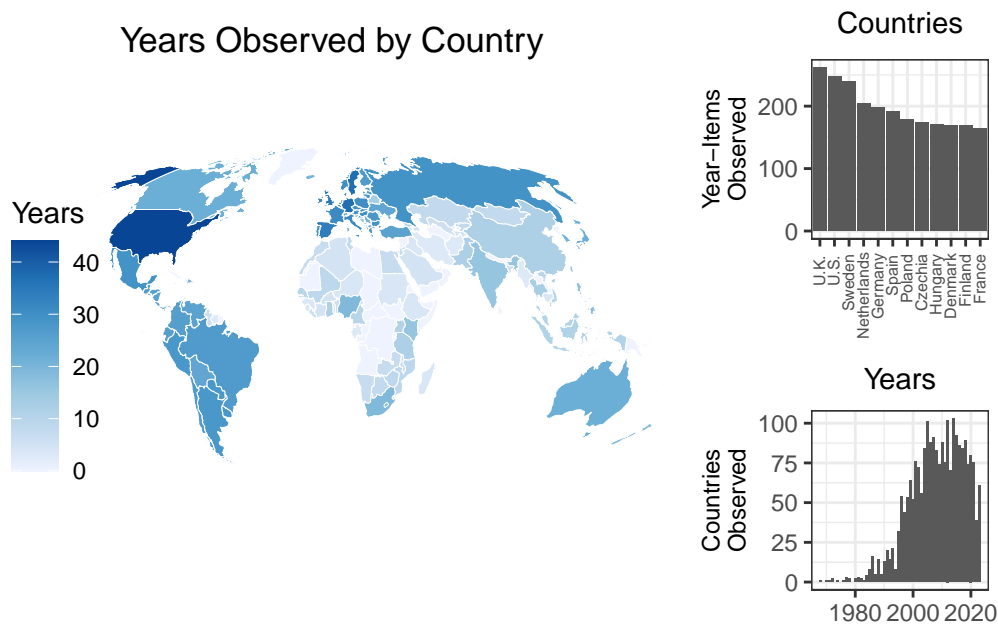 Years Observed by Country
Years
40
30
20
10
0
Countries
Year−Items
Observed
200
100
0
U.K.
U.S.
Sweden
Netherlands
Germany
Spain
Poland
Czechia
Hungary
Denmark
Finland
France
Years
Countries
Observed
100
75
50
25
0
1980 2000 2020